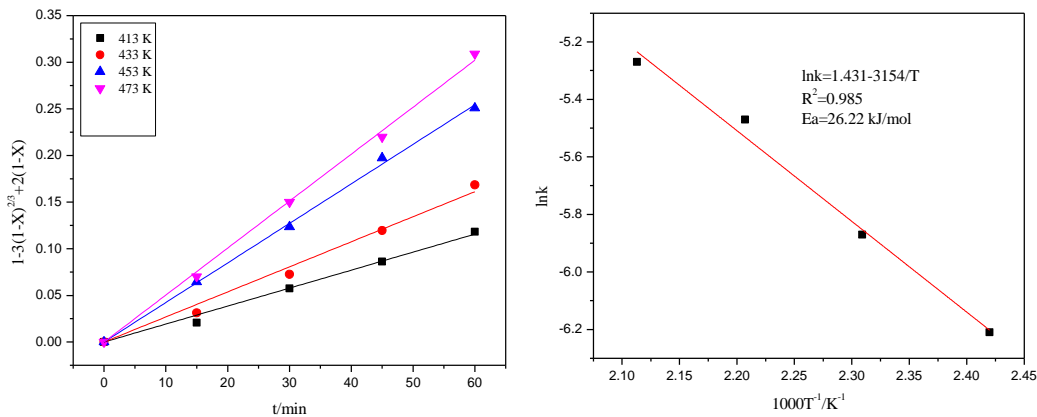 0.35
0.30
0.25
0.20
0.15
0.10
0.05
0.00
1-3(1-X)^{2/3}+2(1-X)
413 K
433 K
453 K
473 K
0 10 20 30 40 50 60
t/min
-5.2
-5.4
-5.6
-5.8
-6.0
-6.2
lnk
lnk=1.431-3154/T
R^2=0.985
Ea=26.22 kJ/mol
2.10 2.15 2.20 2.25 2.30 2.35 2.40 2.45
1000T^{-1}/K^{-1}